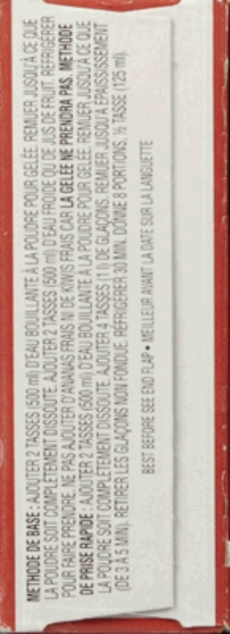 MÉTHODE DE BASE : AJOUTER 2 TASSES (500 ml) D'EAU BOUILLANTE À LA POUDRE POUR GELÉE. REMUER JUSQU'À CE QUE
LA POUDRE SOIT COMPLÈTEMENT DISSOUTE. AJOUTER 2 TASSES (500 ml) D'EAU FROIDE OU DE JUS DE FRUIT. RÉFRIGÉRER
POUR FAIRE PRENDRE. NE PAS AJOUTER D'ANANAS FRAIS NI DE KIWIS FRAIS CAR LA GELÉE NE PRENDRA PAS. MÉTHODE
DE PRISE RAPIDE : AJOUTER 2 TASSES (500 ml) D'EAU BOUILLANTE À LA POUDRE POUR GELÉE. REMUER JUSQU'À CE QUE
LA POUDRE SOIT COMPLÈTEMENT DISSOUTE. AJOUTER 4 TASSES (1 l) DE GLAÇONS. REMUER JUSQU'À ÉPAISSISSEMENT
(DE 3 À 5 MIN). RETIRER LES GLAÇONS NON FONDUE. RÉFRIGÉRER 30 MIN. DONNE 8 PORTIONS, ½ TASSE (125 ml).
BEST BEFORE SEE END FLAP • MEILLEUR AVANT LA DATE SUR LA LANGUETTE